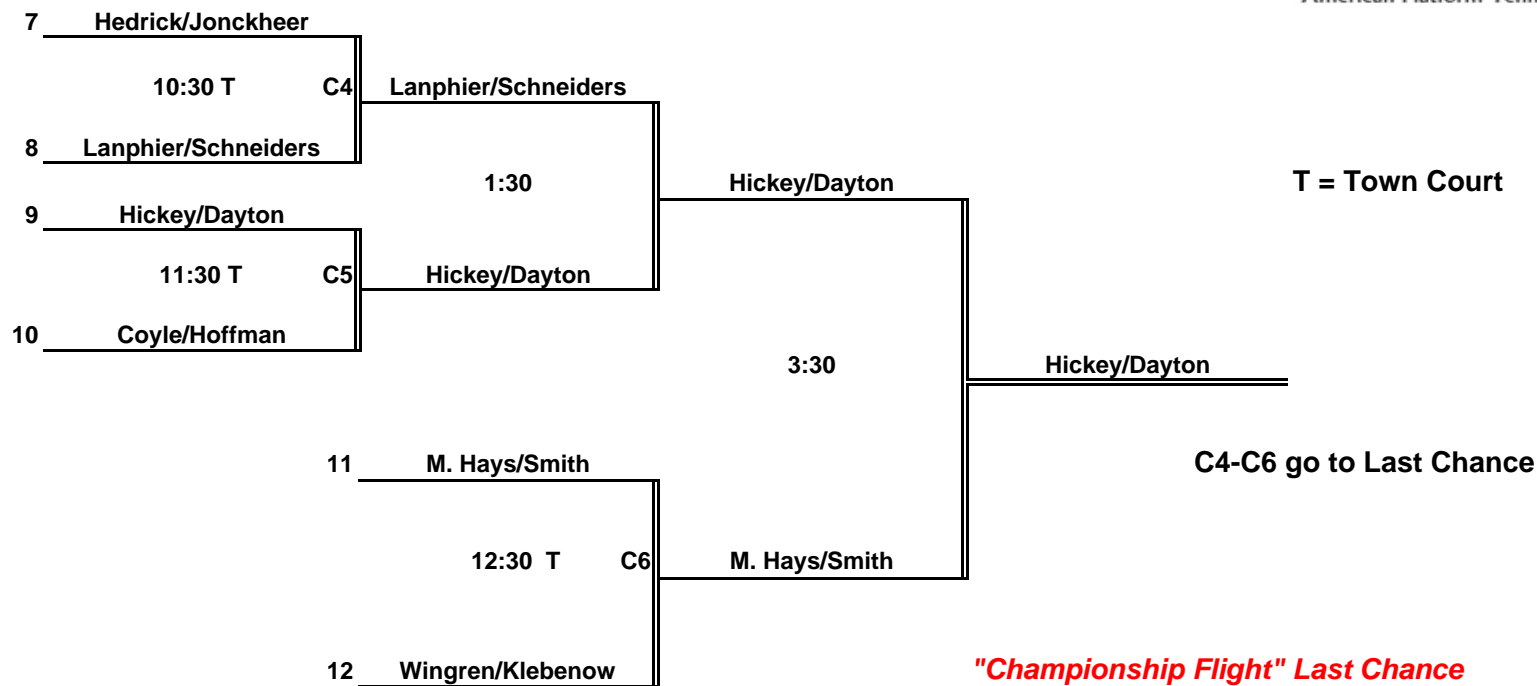 7 Hedrick/Jonckheer
10:30 T C4 Lanphier/Schneiders
8 Lanphier/Schneiders
1:30 Hickey/Dayton T = Town Court
9 Hickey/Dayton
11:30 T C5 Hickey/Dayton
10 Coyle/Hoffman
3:30 Hickey/Dayton
11 M. Hays/Smith C4-C6 go to Last Chance
12:30 T C6 M. Hays/Smith
12 Wingren/Klebenow "Championship Flight" Last Chance